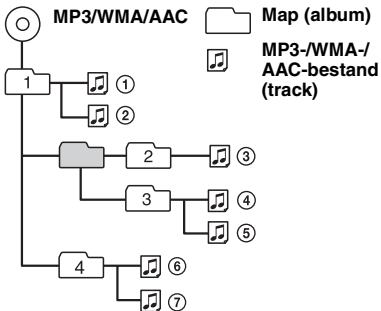 MP3/WMA/AAC
Map (album)
MP3-/WMA-/
AAC-bestand
(track)
1
①
②
2
③
3
④
⑤
4
⑥
⑦